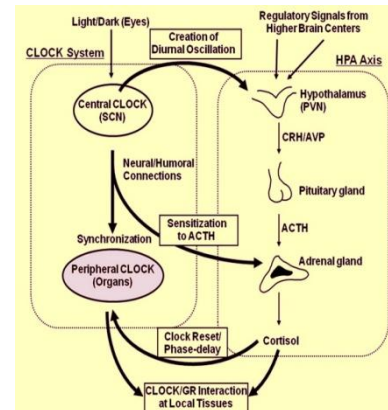 Light/Dark (Eyes)
CLOCK System
Creation of
Diurnal Oscillation
Regulatory Signals from
Higher Brain Centers
HPA Axis
Central CLOCK
(SCN)
Hypothalamus
(PVN)
CRH/AVP
Neural/Humoral
Connections
Pituitary gland
Sensitization
to ACTH
ACTH
Synchronization
Adrenal gland
Peripheral CLOCK
(Organs)
Clock Reset/
Phase-delay
Cortisol
CLOCK/GR Interaction
at Local Tissues